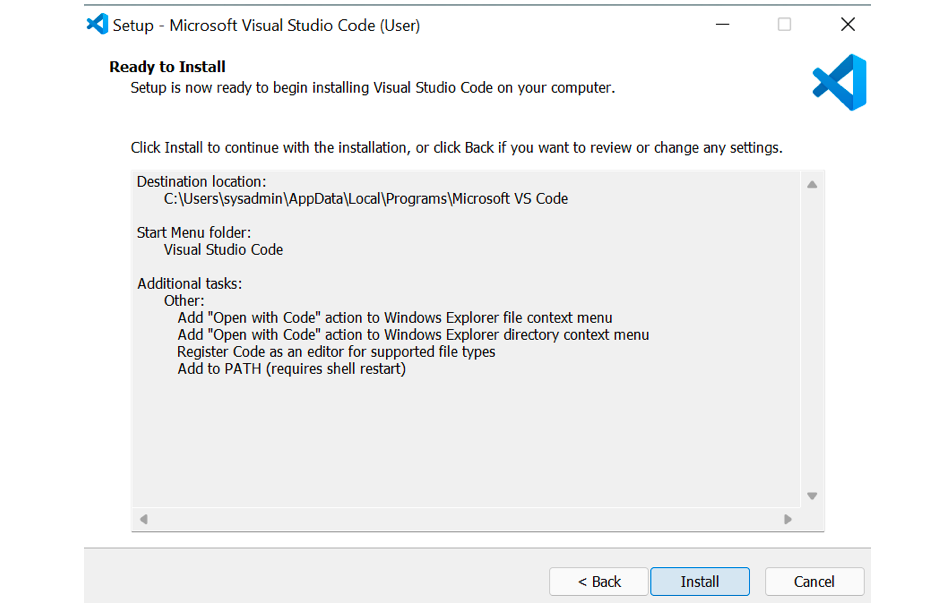 Setup - Microsoft Visual Studio Code (User)
Ready to Install
Setup is now ready to begin installing Visual Studio Code on your computer.
Click Install to continue with the installation, or click Back if you want to review or change any settings.
Destination location:
C:\Users\sysadmin\AppData\Local\Programs\Microsoft VS Code
Start Menu folder:
Visual Studio Code
Additional tasks:
Other:
Add "Open with Code" action to Windows Explorer file context menu
Add "Open with Code" action to Windows Explorer directory context menu
Register Code as an editor for supported file types
Add to PATH (requires shell restart)
< Back Install Cancel